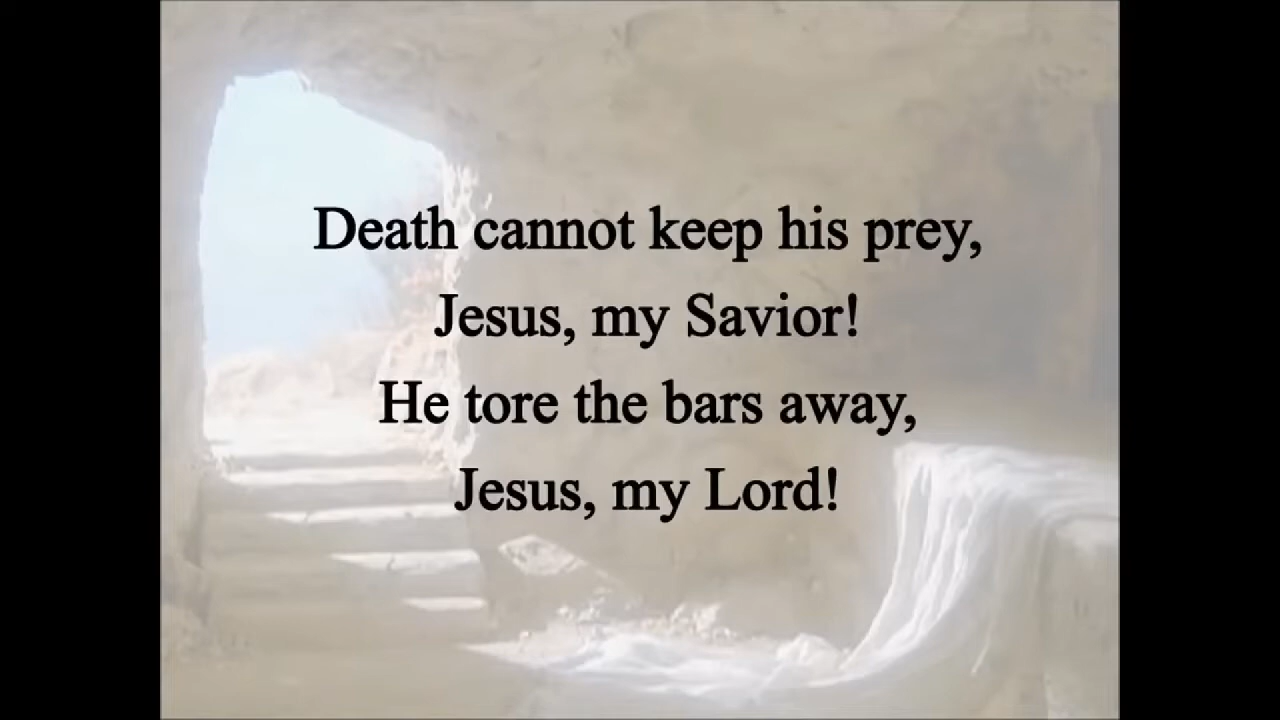 Death cannot keep his prey,
Jesus, my Savior!
He tore the bars away,
Jesus, my Lord!